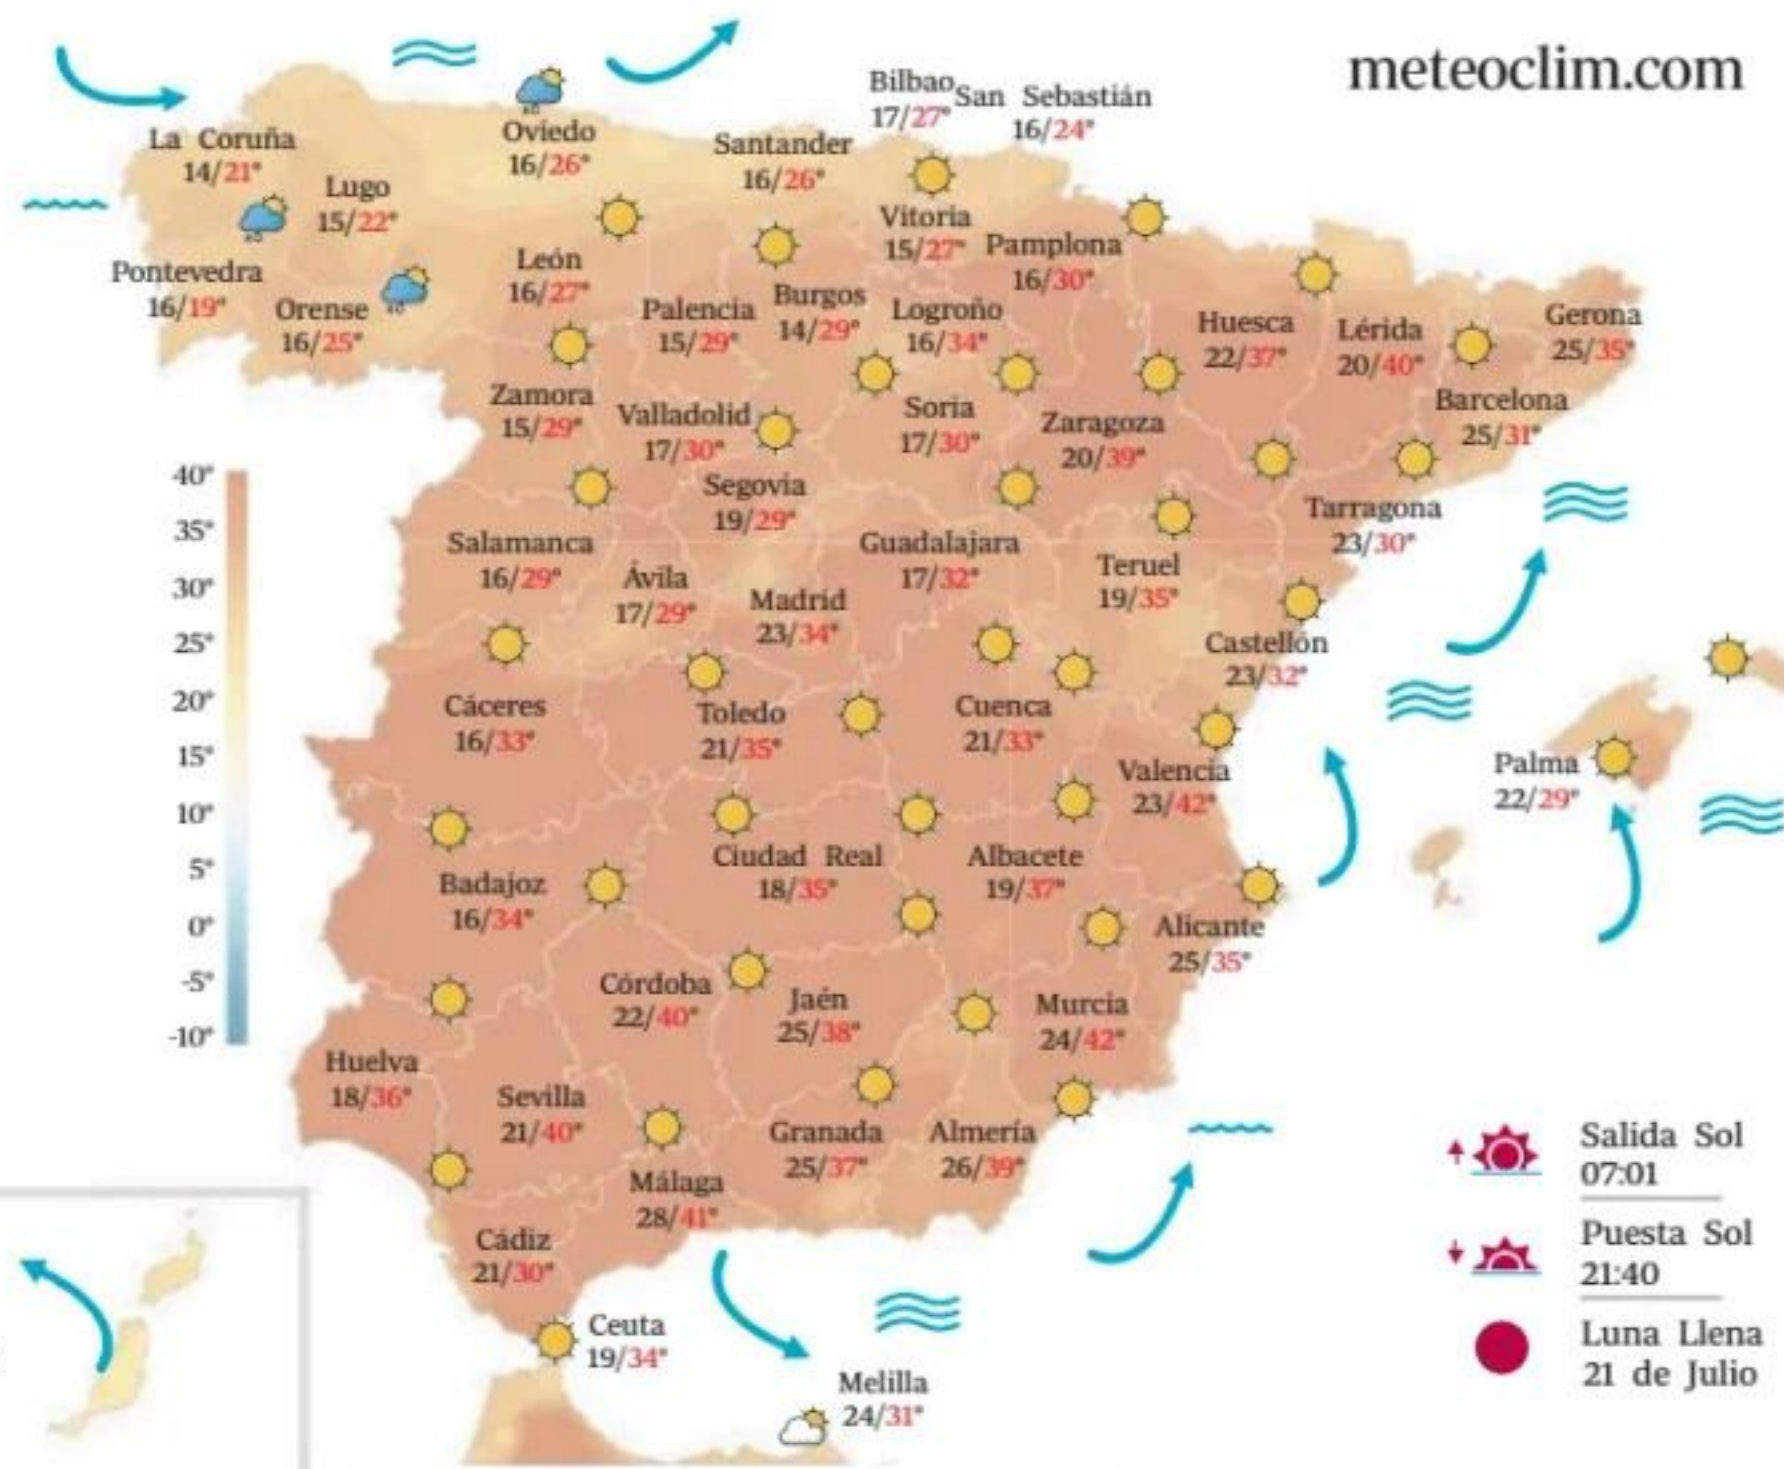 meteoclim.com
La Coruña
14/21°
Lugo
15/22°
Oviedo
16/26°
Santander
16/26°
Bilbao
17/27°
San Sebastián
16/24°
Pontevedra
16/19°
Orense
16/25°
León
16/27°
Palencia
15/29°
Burgos
14/29°
Vitoria
15/27°
Pamplona
16/30°
Logroño
16/34°
Huesca
22/37°
Lérida
20/40°
Gerona
25/35°
Zamora
15/29°
Valladolid
17/30°
Soria
17/30°
Zaragoza
20/39°
Barcelona
25/31°
Segovia
19/29°
Tarragona
23/30°
Salamanca
16/29°
Ávila
17/29°
Madrid
23/34°
Guadalajara
17/32°
Teruel
19/35°
Castellón
23/32°
Cáceres
16/33°
Toledo
21/35°
Cuenca
21/33°
Valencia
23/42°
Palma
22/29°
Badajoz
16/34°
Ciudad Real
18/35°
Albacete
19/37°
Alicante
25/35°
Córdoba
22/40°
Jaén
25/38°
Murcia
24/42°
Huelva
18/36°
Sevilla
21/40°
Granada
25/37°
Almería
26/39°
Málaga
28/41°
Cádiz
21/30°
Ceuta
19/34°
Melilla
24/31°
40°
35°
30°
25°
20°
15°
10°
5°
0°
-5°
-10°
Salida Sol
07:01
Puesta Sol
21:40
Luna Llena
21 de Julio